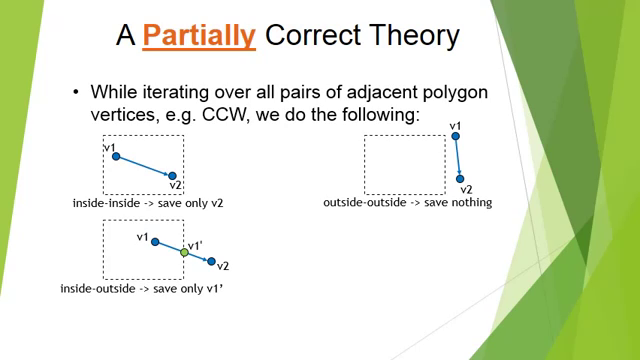 A Partially Correct Theory
• While iterating over all pairs of adjacent polygon
vertices, e.g. CCW, we do the following:
v1
v2
inside-inside -> save only v2
v1
v2
outside-outside -> save nothing
v1
v1'
v2
inside-outside -> save only v1’